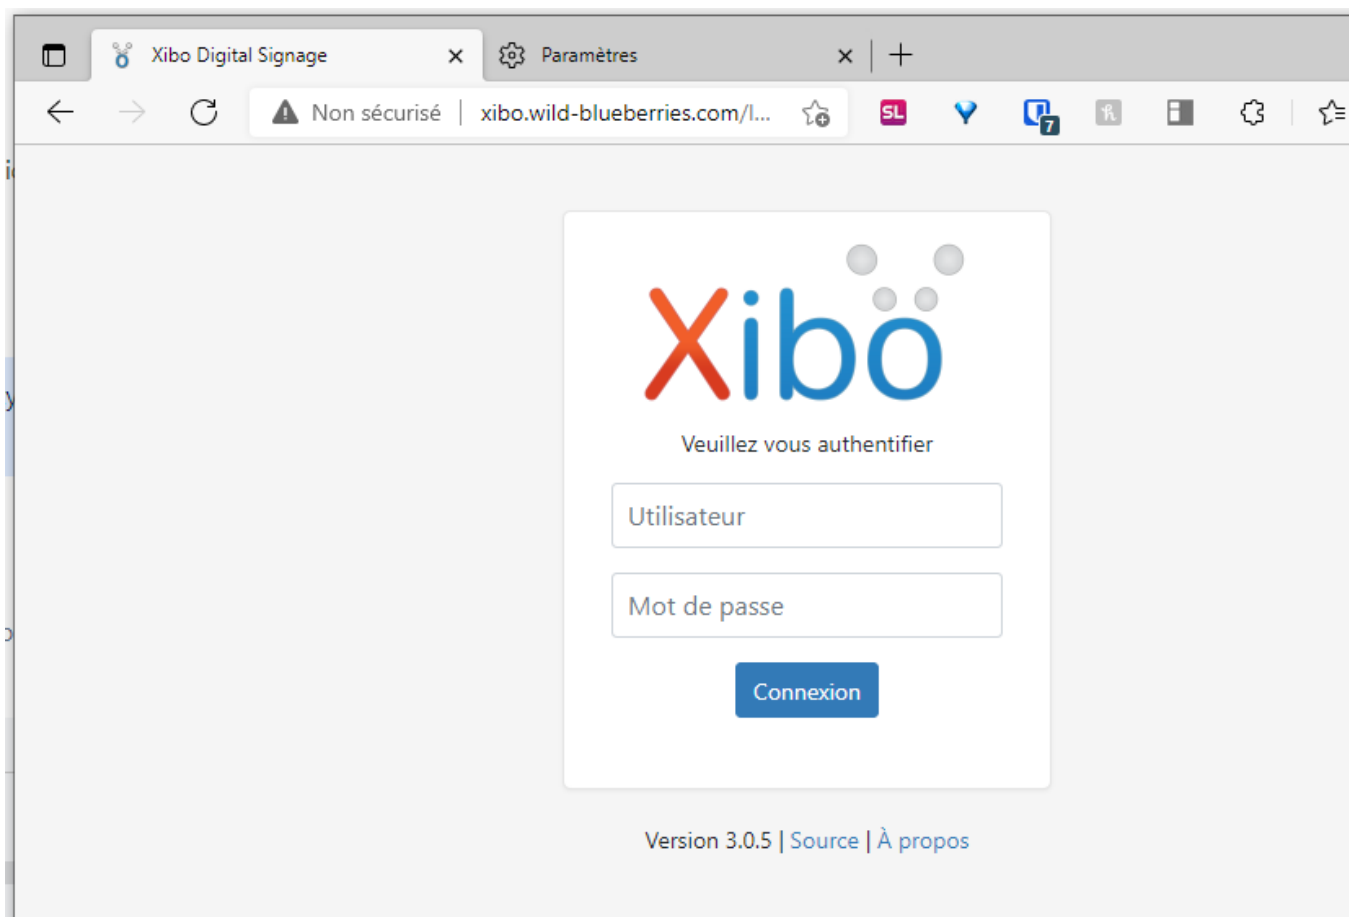 Xibo Digital Signage
Paramètres
Non sécurisé | xibo.wild-blueberries.com/l...
SL
7
Xibo
Veuillez vous authentifier
Utilisateur
Mot de passe
Connexion
Version 3.0.5 | Source | À propos